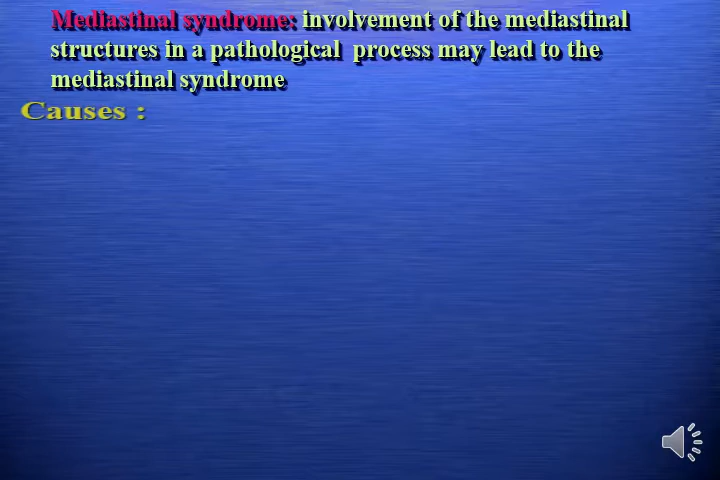 Mediastinal syndrome: involvement of the mediastinal
structures in a pathological process may lead to the
mediastinal syndrome
Causes :